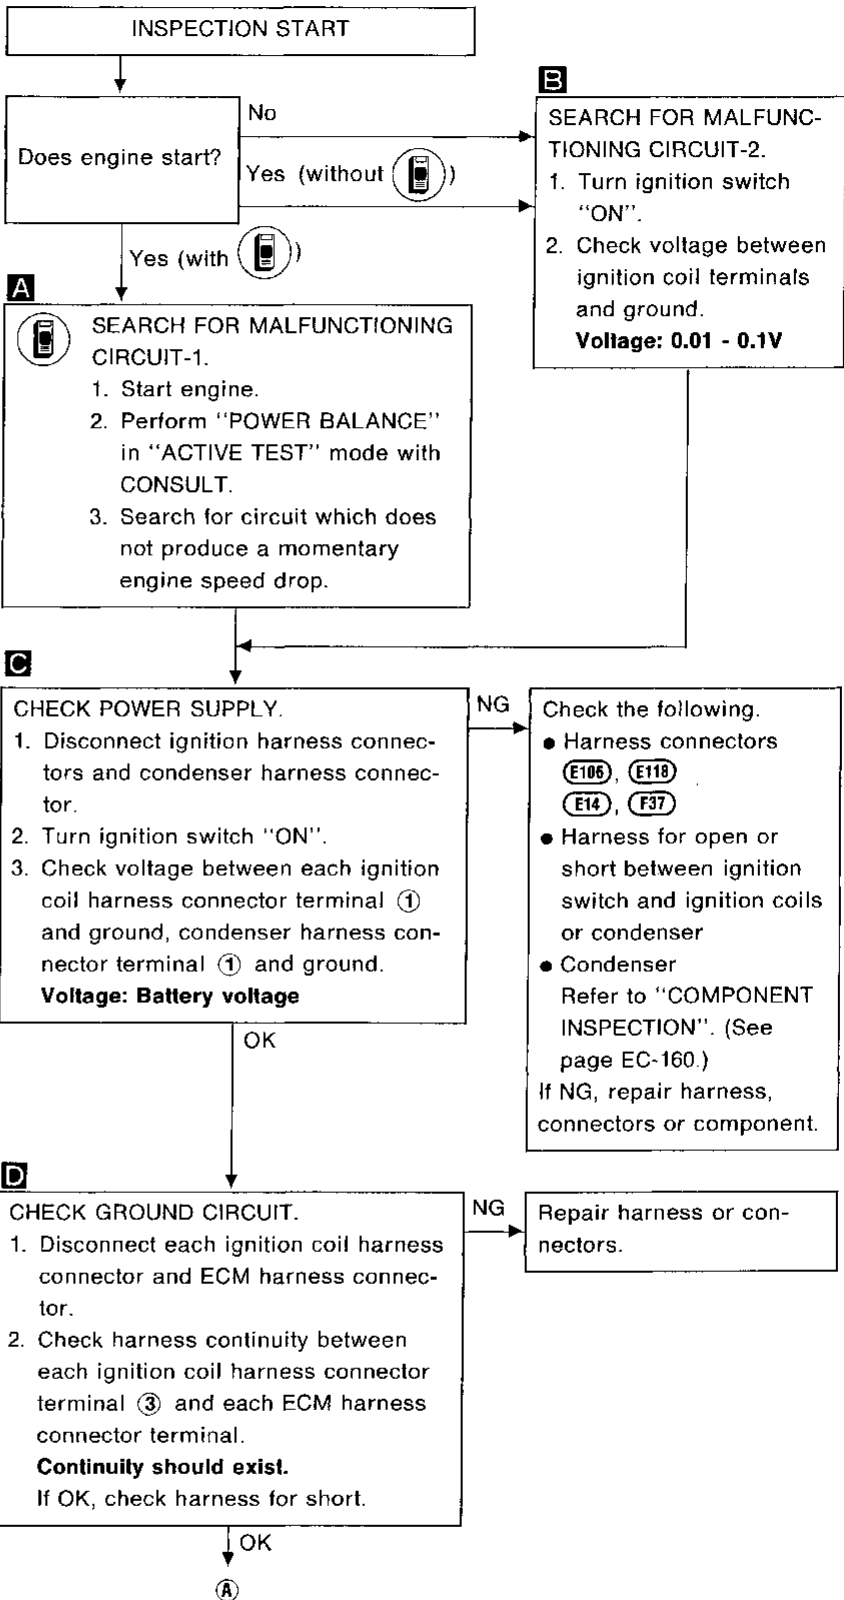 INSPECTION START
Does engine start?
No
Yes (without )
Yes (with )
B
SEARCH FOR MALFUNC-
TIONING CIRCUIT-2.
1. Turn ignition switch
"ON".
2. Check voltage between
ignition coil terminals
and ground.
Voltage: 0.01 - 0.1V
A
SEARCH FOR MALFUNCTIONING
CIRCUIT-1.
1. Start engine.
2. Perform "POWER BALANCE"
in "ACTIVE TEST" mode with
CONSULT.
3. Search for circuit which does
not produce a momentary
engine speed drop.
C
CHECK POWER SUPPLY.
1. Disconnect ignition harness connec-
tors and condenser harness connec-
tor.
2. Turn ignition switch "ON".
3. Check voltage between each ignition
coil harness connector terminal ①
and ground, condenser harness con-
nector terminal ① and ground.
Voltage: Battery voltage
NG
Check the following.
● Harness connectors
E106, E118
E14, F37
● Harness for open or
short between ignition
switch and ignition coils
or condenser
● Condenser
Refer to "COMPONENT
INSPECTION". (See
page EC-160.)
If NG, repair harness,
connectors or component.
OK
D
CHECK GROUND CIRCUIT.
1. Disconnect each ignition coil harness
connector and ECM harness connec-
tor.
2. Check harness continuity between
each ignition coil harness connector
terminal ③ and each ECM harness
connector terminal.
Continuity should exist.
If OK, check harness for short.
NG
Repair harness or con-
nectors.
OK
Ⓐ